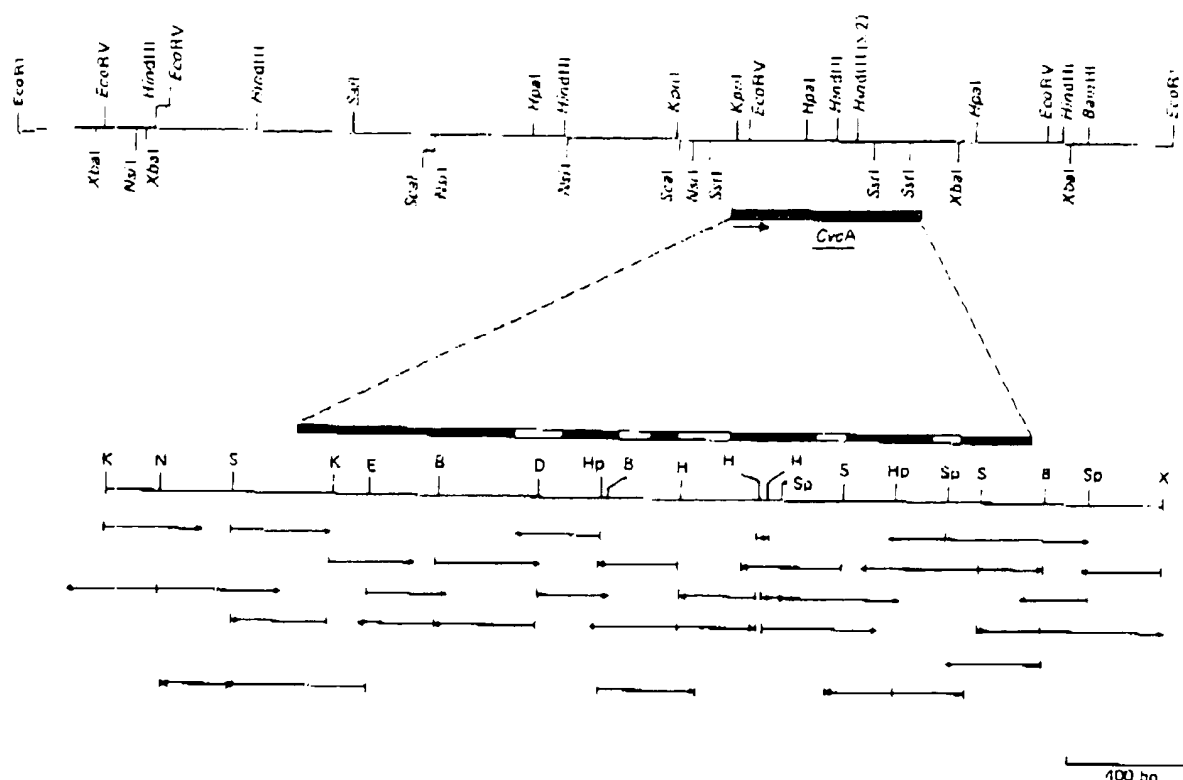 EcoRI EcoRV HindIII EcoRV HindIII SstI HpaI HindIII KpnI KpnI EcoRV HpaI HindIII HindIII(x2) HpaI EcoRV HindIII BamHI EcoRI
XbaI NsiI XbaI ScaI NsiI NsiI ScaI NsiI SstI SstI SstI XbaI XbaI
CvcA
K N S K E B D Hp B H H H Sp S Hp Sp S B Sp X
400 bp